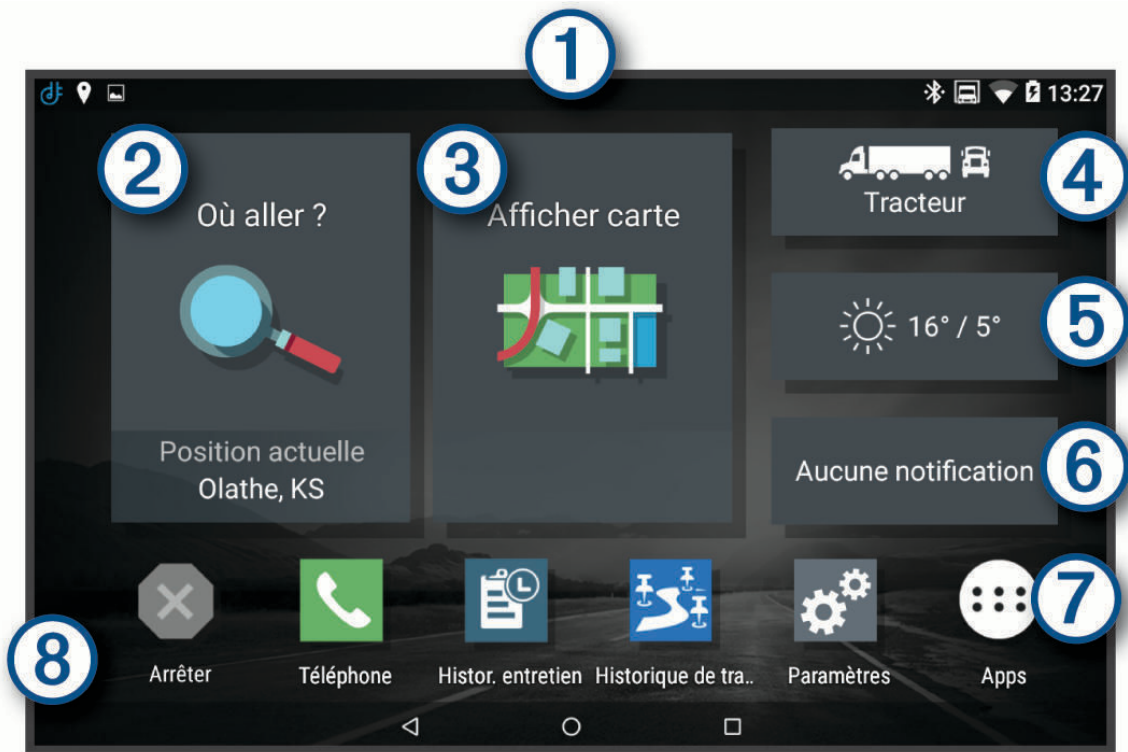 1
13:27
2
Où aller ?
Position actuelle
Olathe, KS
3
Afficher carte
4
Tracteur
5
16° / 5°
6
Aucune notification
7
8
Arrêter
Téléphone
Histor. entretien
Historique de tra..
Paramètres
Apps